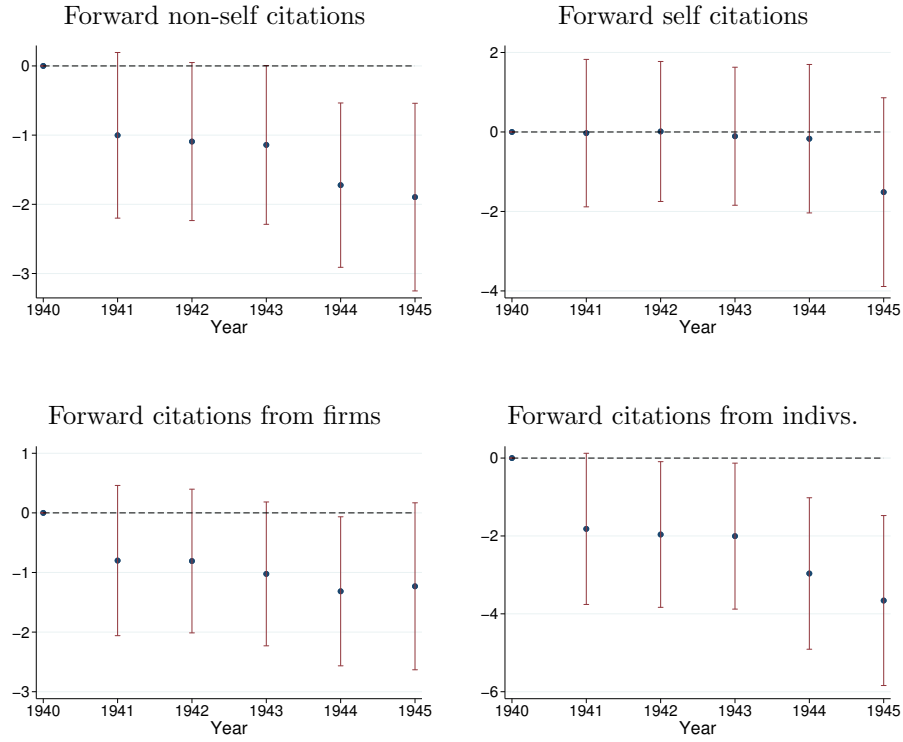 Forward non-self citations
0
−1
−2
−3
1940 1941 1942 1943 1944 1945
Year
Forward self citations
2
0
−2
−4
1940 1941 1942 1943 1944 1945
Year
Forward citations from firms
1
0
−1
−2
−3
1940 1941 1942 1943 1944 1945
Year
Forward citations from indivs.
0
−2
−4
−6
1940 1941 1942 1943 1944 1945
Year